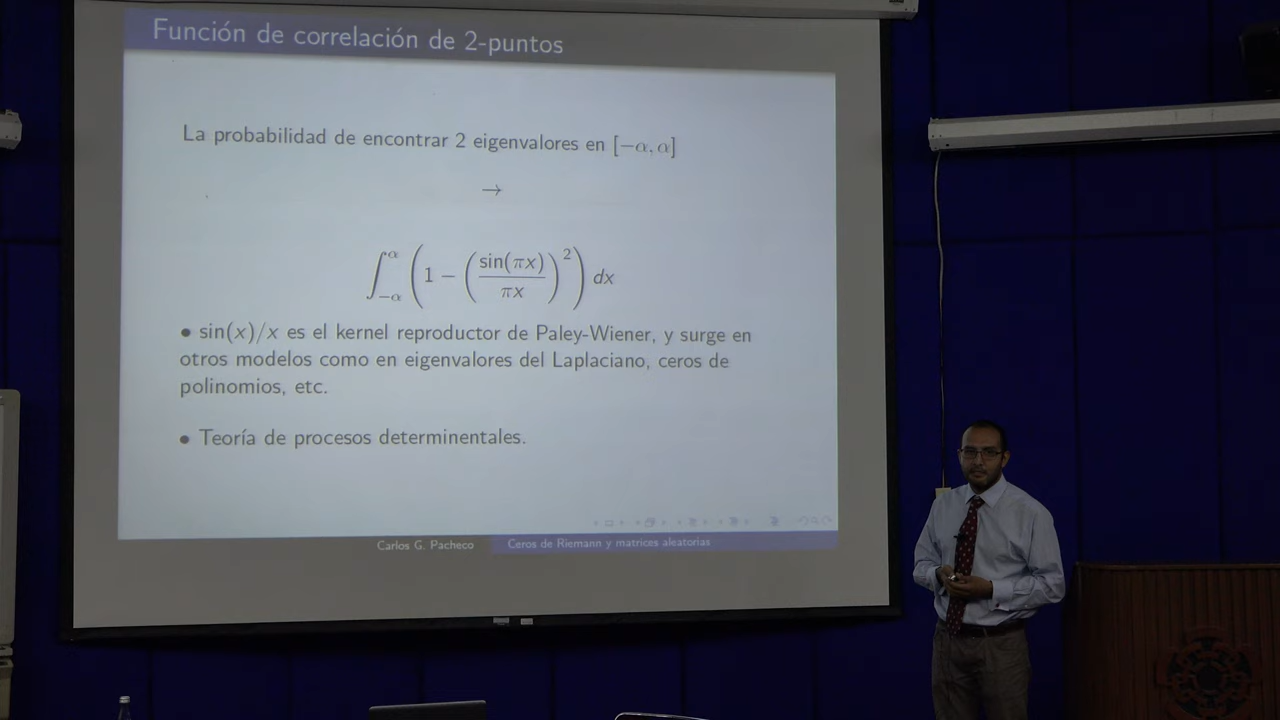 Función de correlación de 2-puntos
La probabilidad de encontrar 2 eigenvalores en [−α, α]
→
∫_{−α}^{α} (1 − (sin(πx)/πx)^2) dx
• sin(x)/x es el kernel reproductor de Paley-Wiener, y surge en
otros modelos como en eigenvalores del Laplaciano, ceros de
polinomios, etc.
• Teoría de procesos determinentales.
Carlos G. Pacheco Ceros de Riemann y matrices aleatorias